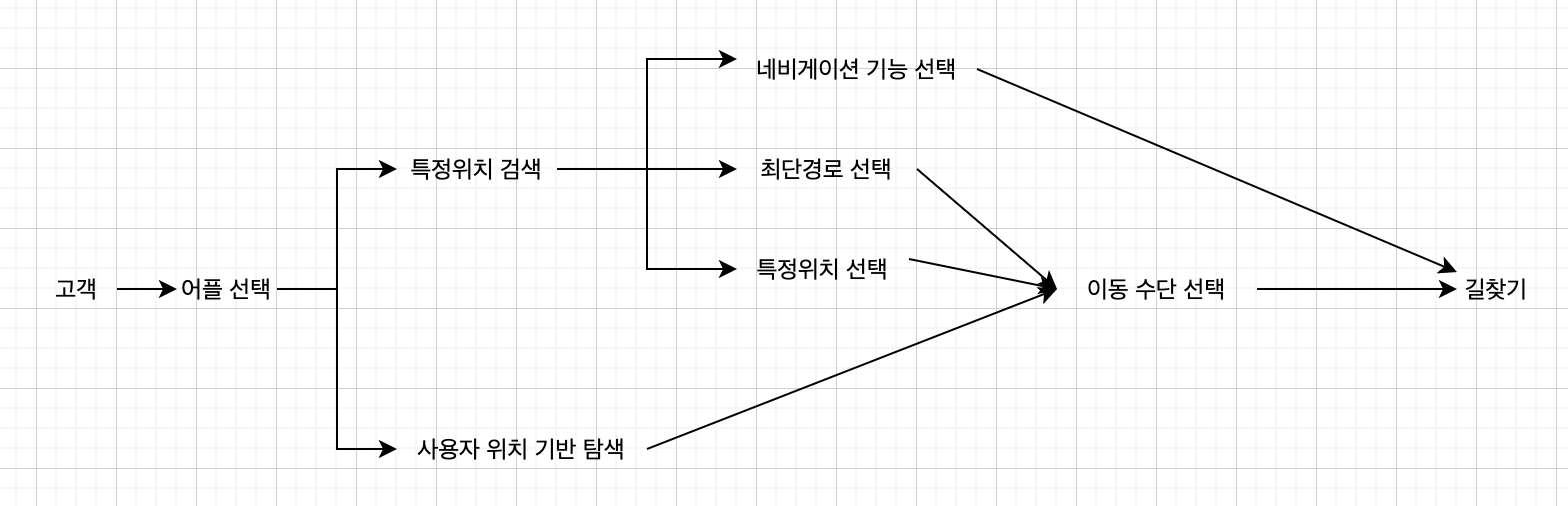 네비게이션 기능 선택
특정위치 검색
최단경로 선택
특정위치 선택
고객
어플 선택
이동 수단 선택
길찾기
사용자 위치 기반 탐색